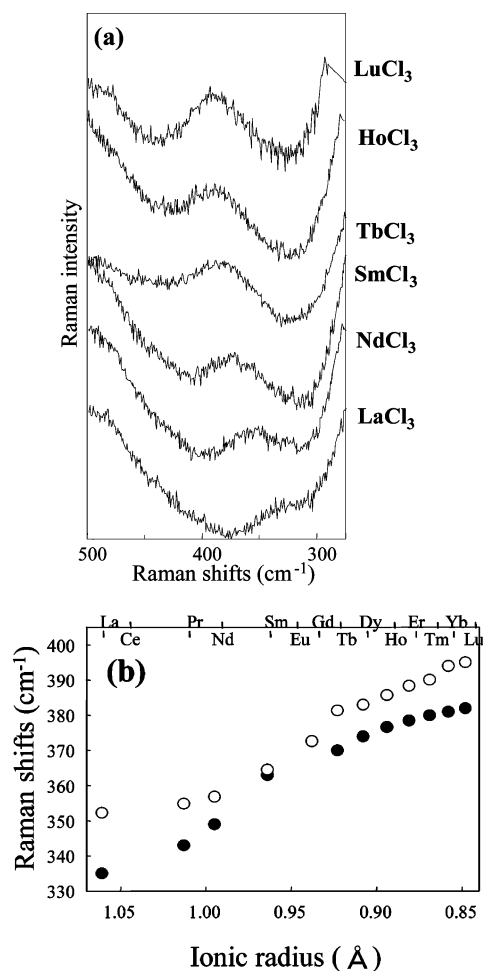 (a)
LuCl3
HoCl3
TbCl3
SmCl3
NdCl3
LaCl3
Raman intensity
500 400 300
Raman shifts (cm-1)
La Pr Sm Gd Dy Er Yb
Ce Nd Eu Tb Ho Tm Lu
(b)
400
390
380
370
360
350
340
330
Raman shifts (cm-1)
1.05 1.00 0.95 0.90 0.85
Ionic radius ( Å )